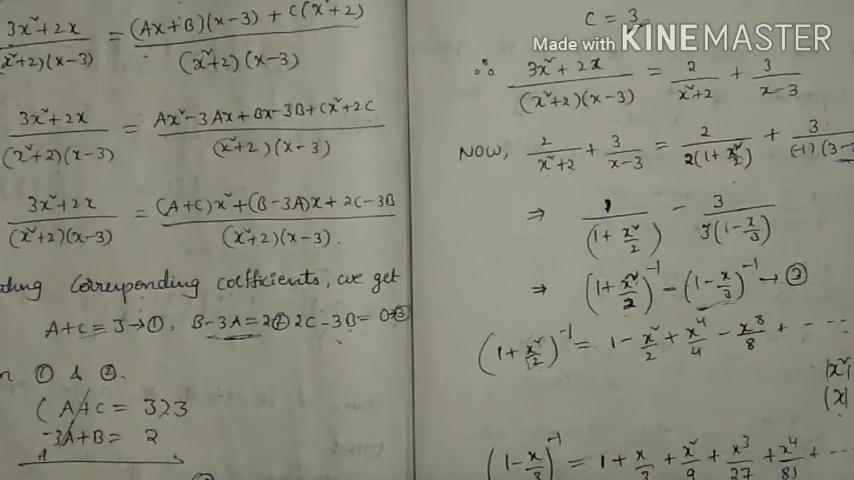 3x²+2x / (x²+2)(x-3) = (Ax+B)(x-3) + C(x²+2) / (x²+2)(x-3)
3x²+2x / (x²+2)(x-3) = Ax²-3Ax+Bx-3B+Cx²+2C / (x²+2)(x-3)
3x²+2x / (x²+2)(x-3) = (A+C)x²+(B-3A)x+2C-3B / (x²+2)(x-3).
Corresponding coefficients, we get
A+C=3→①, B-3A=2② 2C-3B=0→③
① & ②.
(A+C = 3)3
-3A+B = 2
C = 3
Made with KINEMASTER
∴ 3x²+2x / (x²+2)(x-3) = 2 / x²+2 + 3 / x-3
NOW, 2 / x²+2 + 3 / x-3 = 2 / 2(1+x²/2) + 3 / (-1)(3-
⇒ 1 / (1+x²/2) - 3 / 3(1-x/3)
⇒ (1+x²/2)⁻¹ - (1-x/3)⁻¹ →②
(1+x²/2)⁻¹ = 1 - x²/2 + x⁴/4 - x⁸/8 + ----
|x²|
(x|
(1-x/3)⁻¹ = 1 + x/3 + x²/9 + x³/27 + x⁴/81 + --